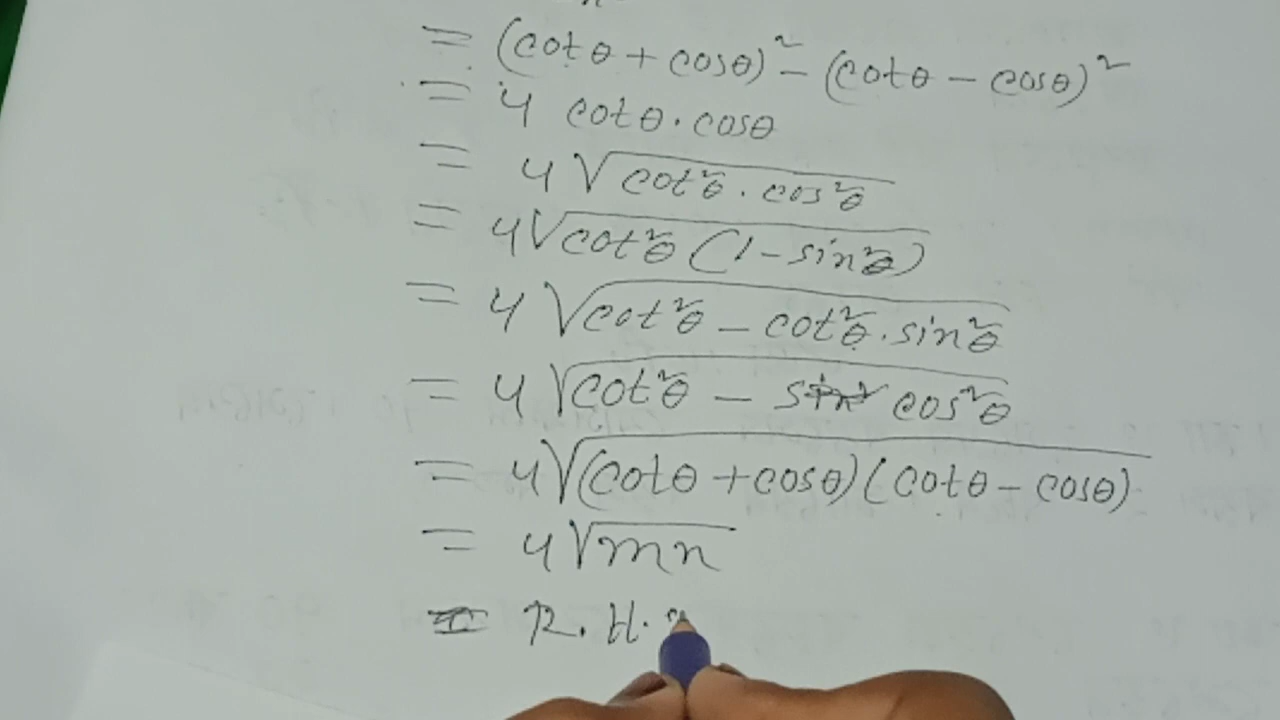 = (cotθ + cosθ)² - (cotθ - cosθ)²
= 4 cotθ . cosθ
= 4√cot²θ . cos²θ
= 4√cot²θ (1 - sin²θ)
= 4√cot²θ - cot²θ . sin²θ
= 4√cot²θ - cos²θ
= 4√(cotθ + cosθ)(cotθ - cosθ)
= 4√mn
= R.H.